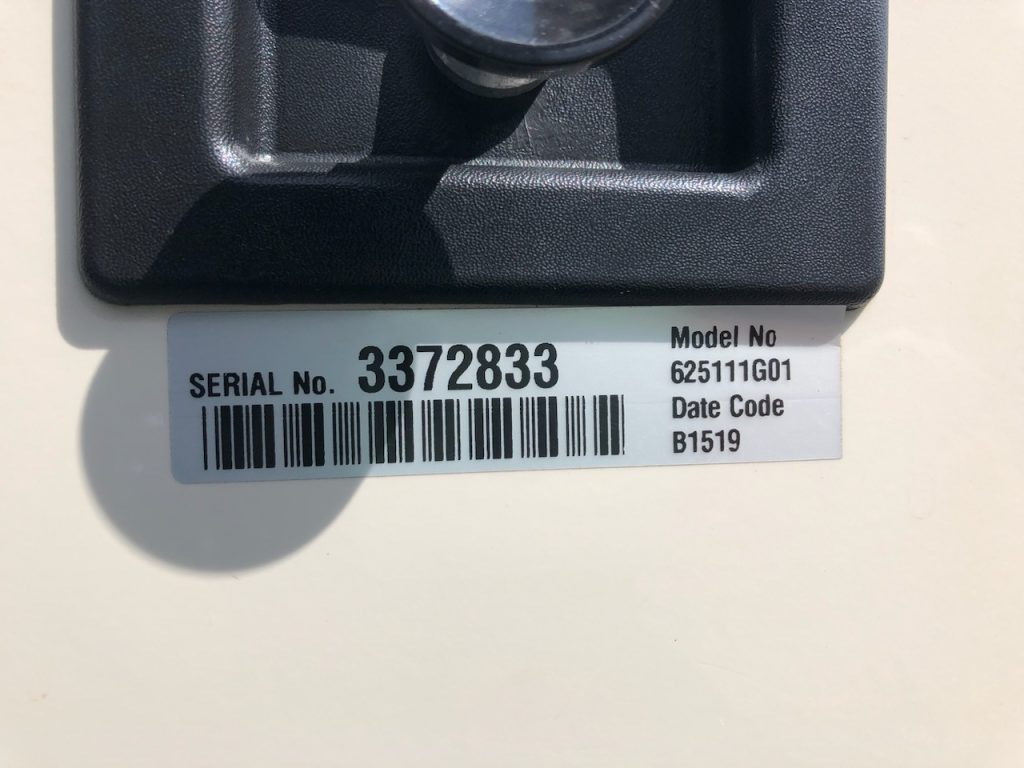 SERIAL No. 3372833
Model No
625111G01
Date Code
B1519